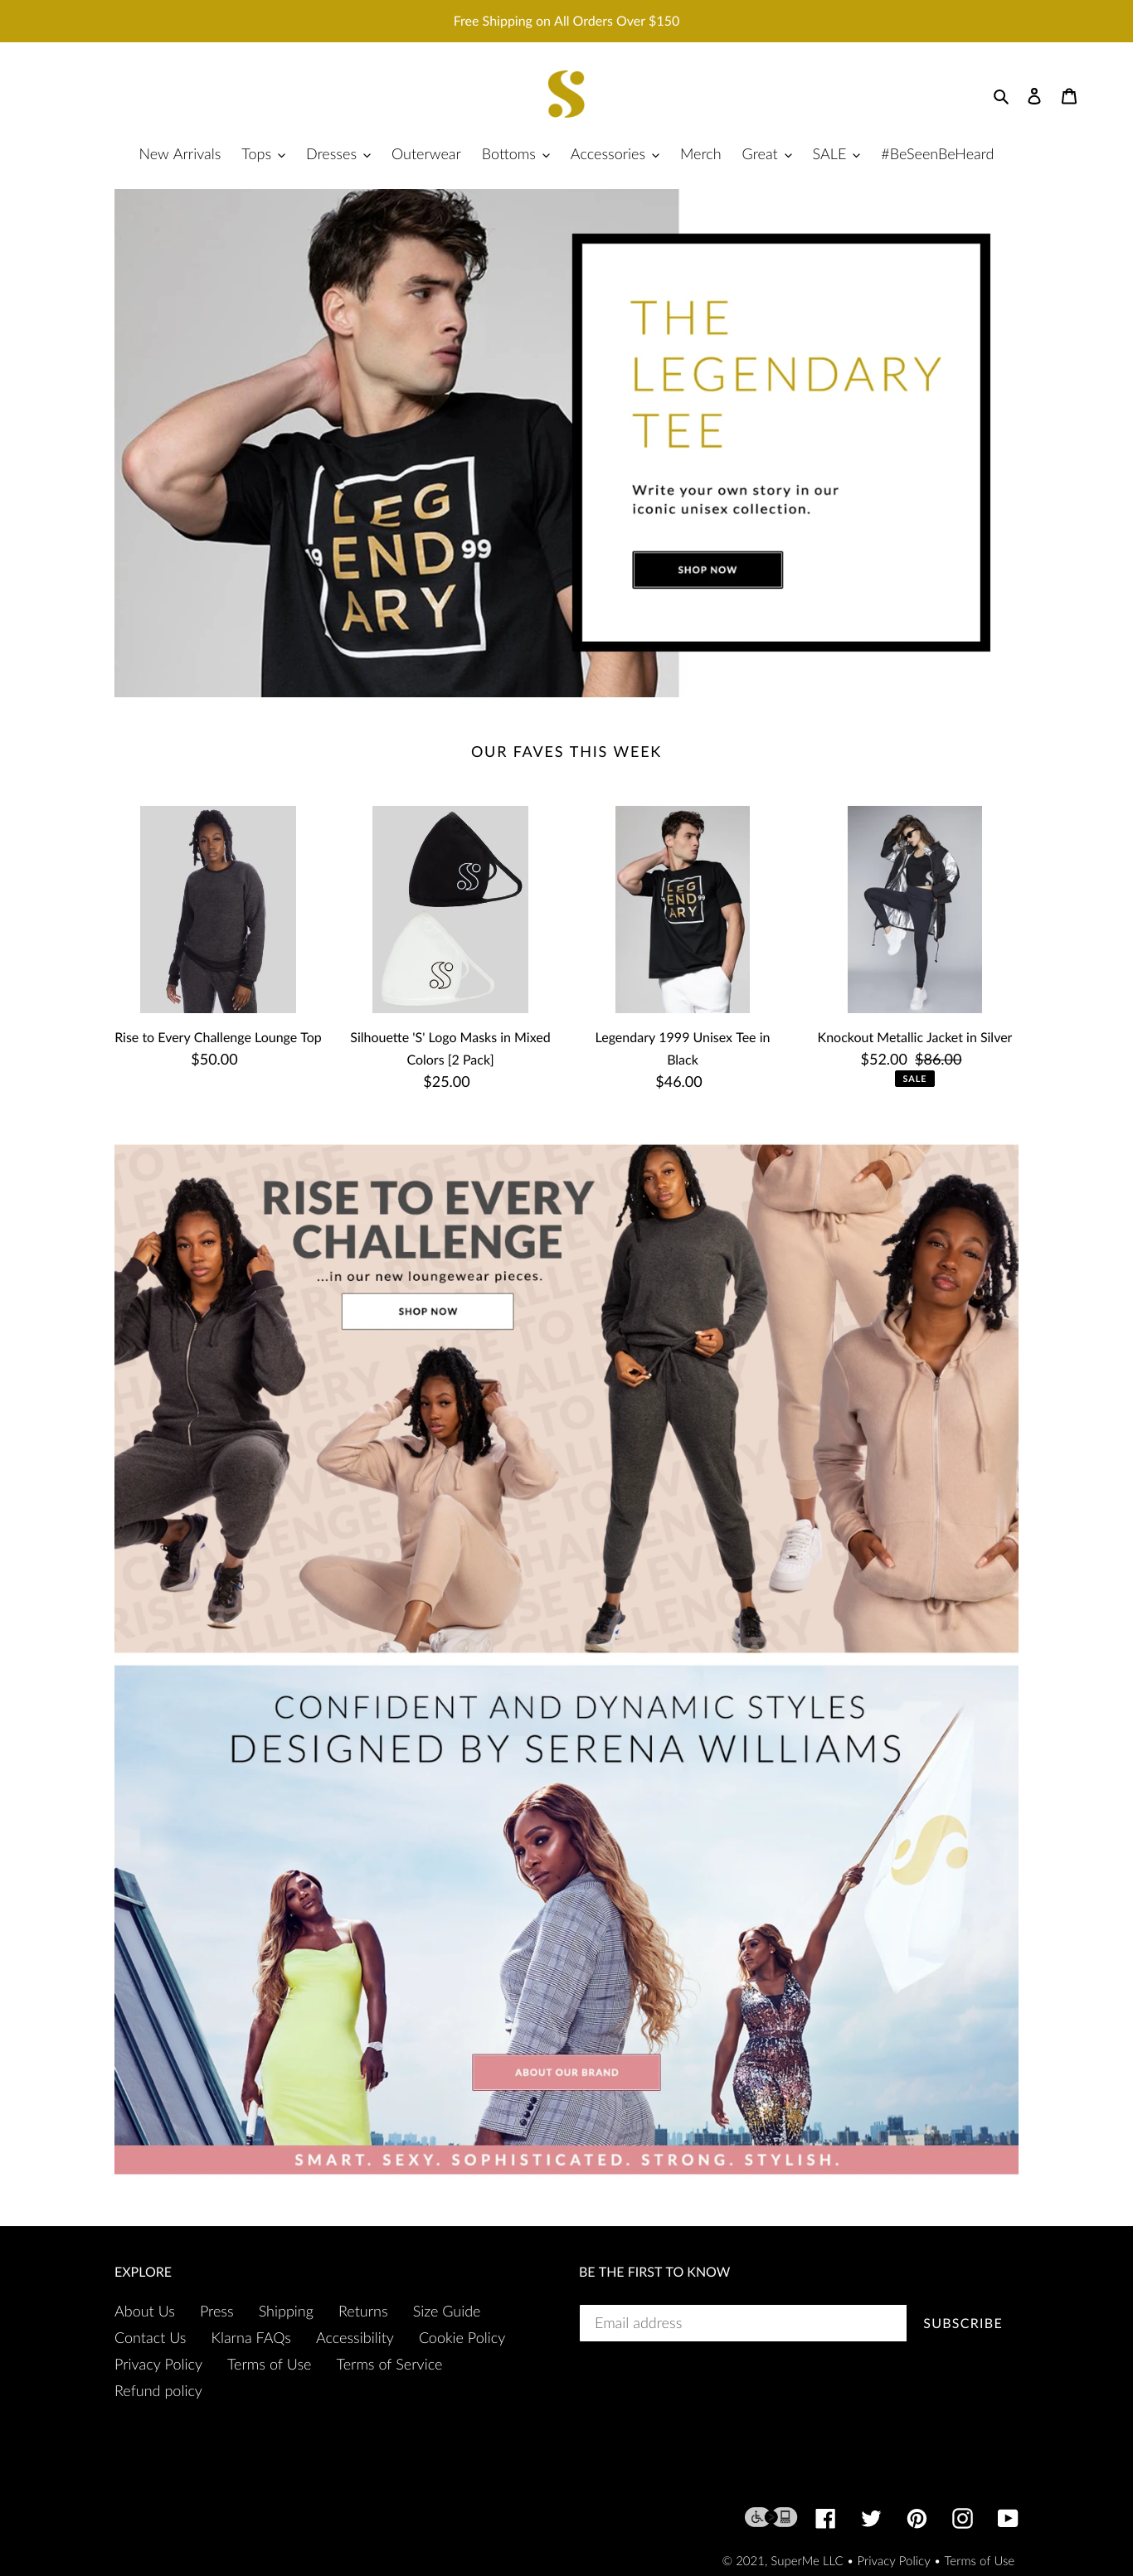 Free Shipping on All Orders Over $150
New Arrivals Tops Dresses Outerwear Bottoms Accessories Merch Great SALE #BeSeenBeHeard
THE
LEGENDARY
TEE
Write your own story in our
iconic unisex collection.
SHOP NOW
LEG
END
ARY
99
OUR FAVES THIS WEEK
LEG
END
ARY
99
Rise to Every Challenge Lounge Top
$50.00
Silhouette 'S' Logo Masks in Mixed
Colors [2 Pack]
$25.00
Legendary 1999 Unisex Tee in
Black
$46.00
Knockout Metallic Jacket in Silver
$52.00 $86.00
SALE
RISE TO EVERY
CHALLENGE
...in our new loungewear pieces.
SHOP NOW
CONFIDENT AND DYNAMIC STYLES
DESIGNED BY SERENA WILLIAMS
ABOUT OUR BRAND
SMART. SEXY. SOPHISTICATED. STRONG. STYLISH.
EXPLORE
About Us Press Shipping Returns Size Guide
Contact Us Klarna FAQs Accessibility Cookie Policy
Privacy Policy Terms of Use Terms of Service
Refund policy
BE THE FIRST TO KNOW
Email address
SUBSCRIBE
© 2021, SuperMe LLC • Privacy Policy • Terms of Use